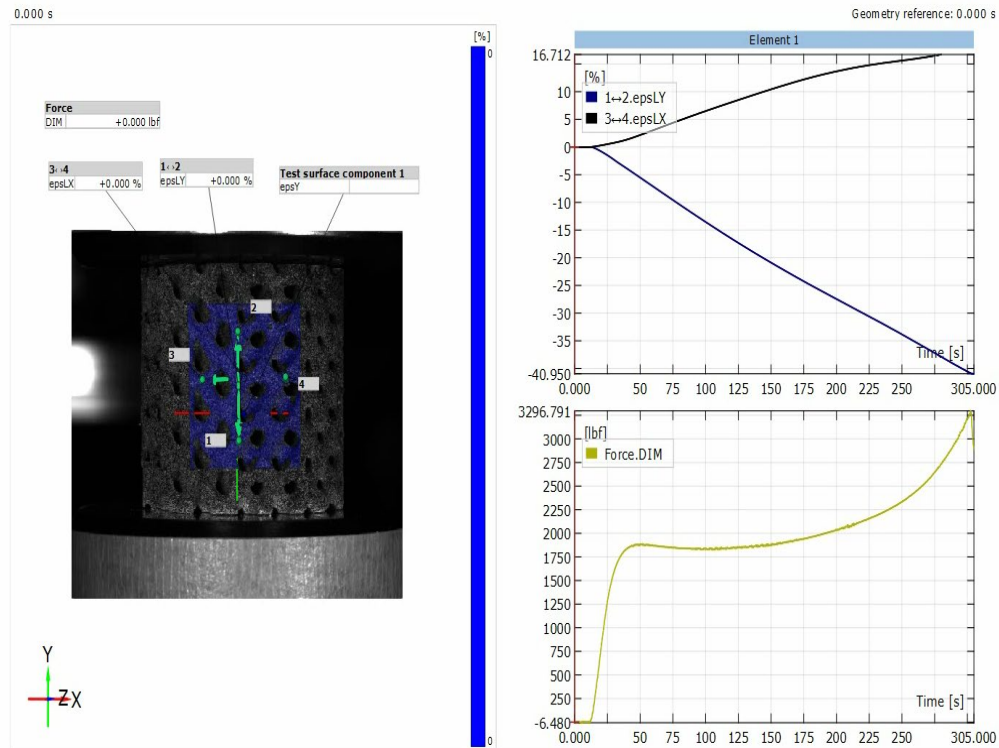 0.000 s
Geometry reference: 0.000 s
[%]
0
0
Force
DIM +0.000 lbf
3↔4
epsLX +0.000 %
1↔2
epsLY +0.000 %
Test surface component 1
epsY
2
3
4
1
Y
Z X
Element 1
[%]
1↔2.epsLY
3↔4.epsLX
16.712
10
5
0
-5
-10
-15
-20
-25
-30
-35
-40.950
Time [s]
0.000 25 50 75 100 125 150 175 200 225 250 305.000
3296.791
[lbf]
Force.DIM
3000
2750
2500
2250
2000
1750
1500
1250
1000
750
500
250
-6.480
Time [s]
0.000 25 50 75 100 125 150 175 200 225 250 305.000